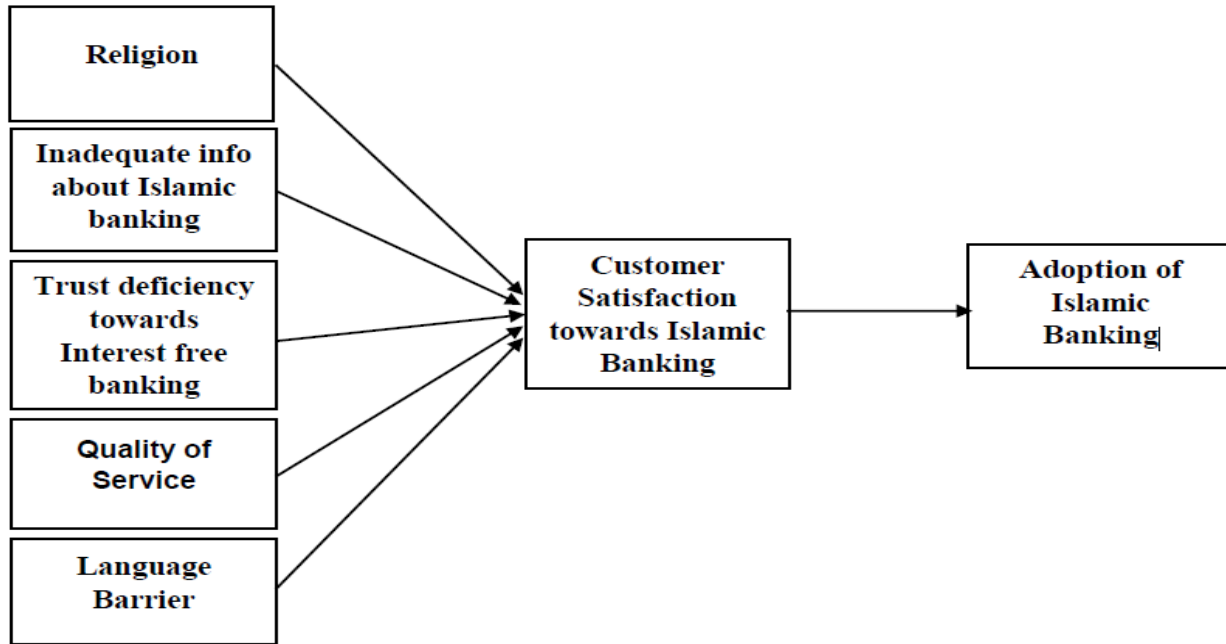 Religion
Inadequate info
about Islamic
banking
Trust deficiency
towards
Interest free
banking
Quality of
Service
Language
Barrier
Customer
Satisfaction
towards Islamic
Banking
Adoption of
Islamic
Banking